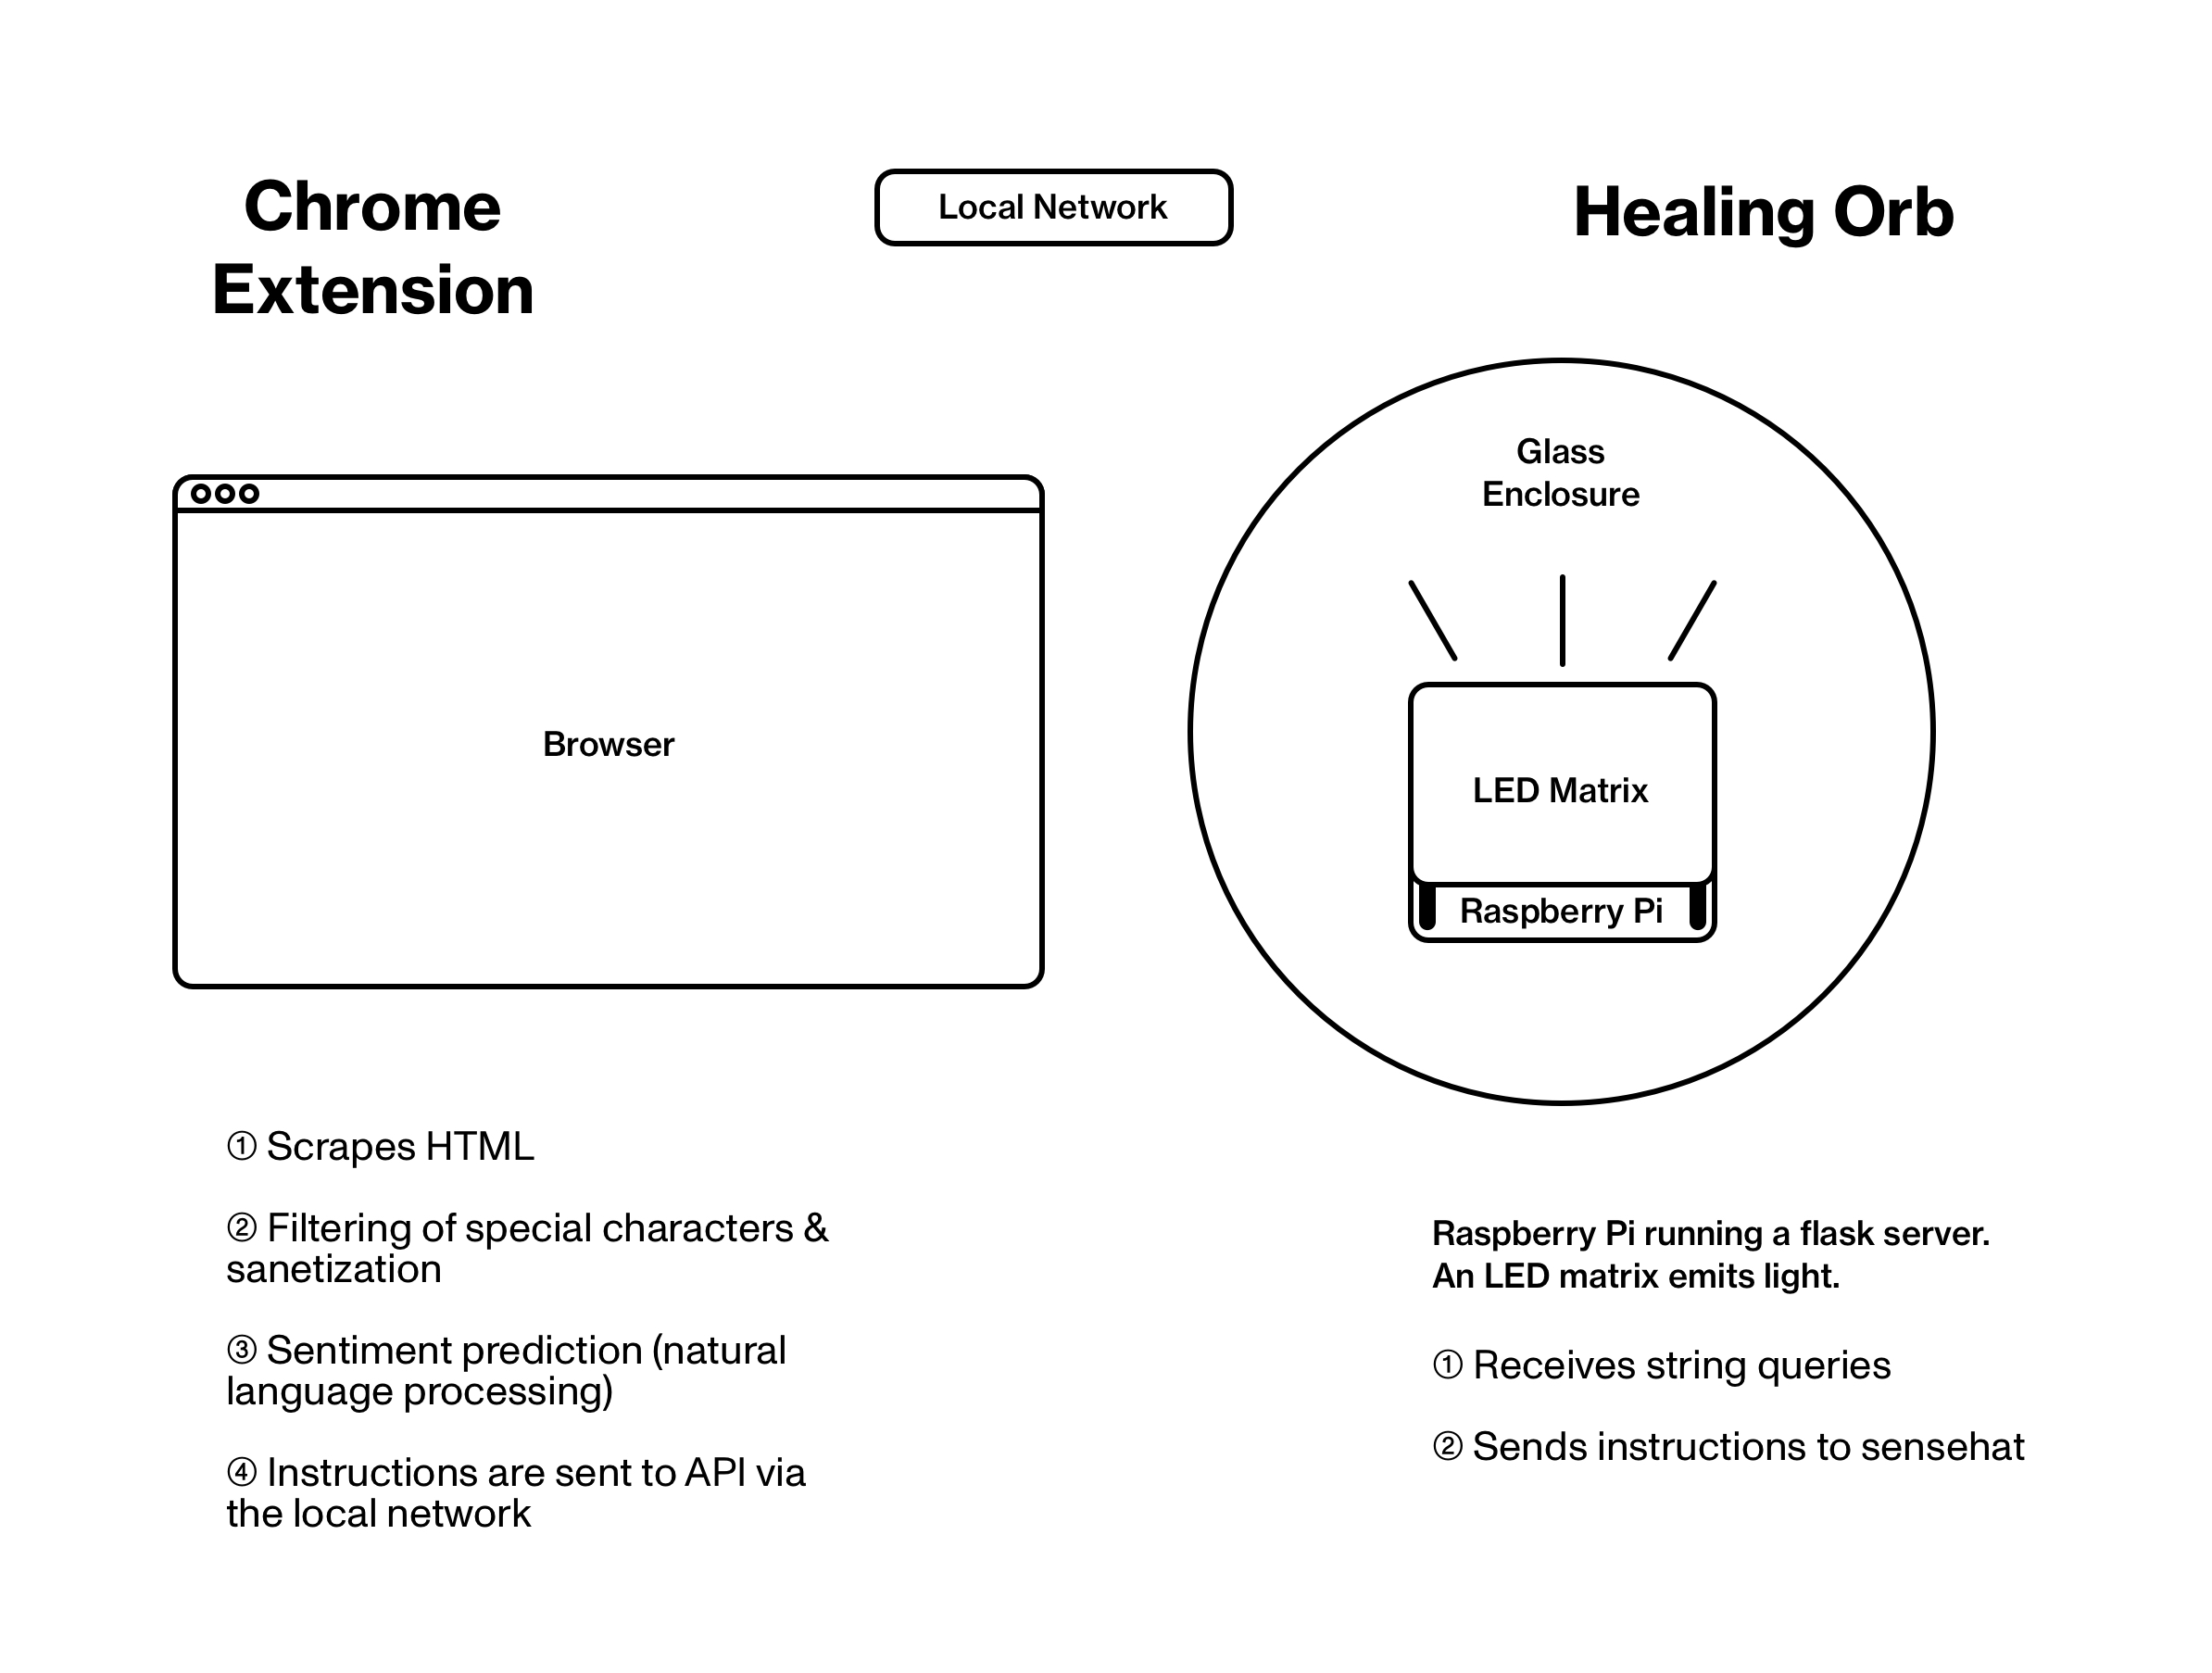 Chrome
Extension
Local Network
Healing Orb
Browser
Glass
Enclosure
LED Matrix
Raspberry Pi
① Scrapes HTML
② Filtering of special characters &
sanetization
③ Sentiment prediction (natural
language processing)
④ Instructions are sent to API via
the local network
Raspberry Pi running a flask server.
An LED matrix emits light.
① Receives string queries
② Sends instructions to sensehat